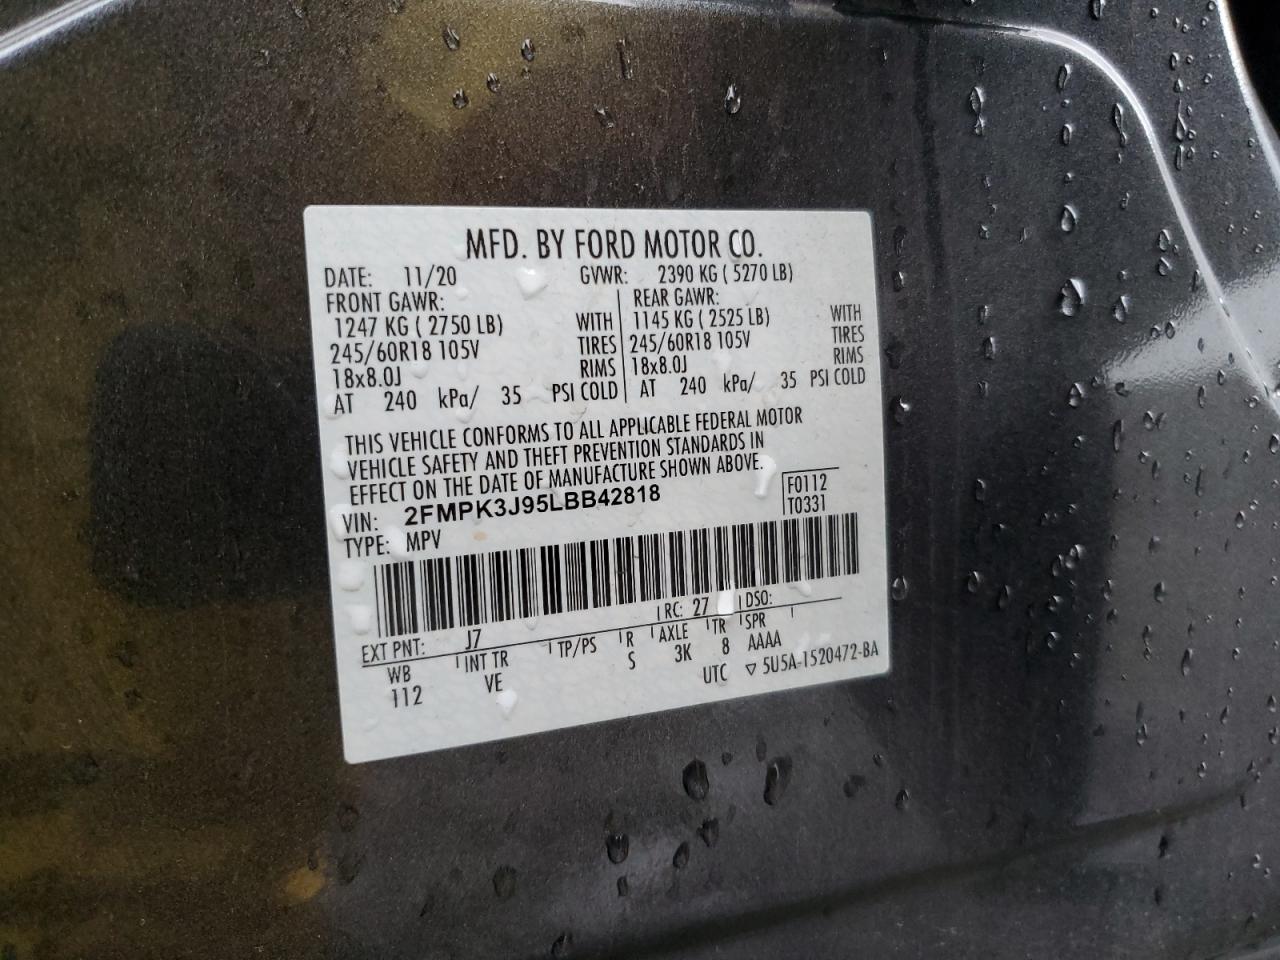 MFD. BY FORD MOTOR CO.
DATE: 11/20 GVWR: 2390 KG ( 5270 LB)
FRONT GAWR: REAR GAWR:
1247 KG ( 2750 LB) WITH 1145 KG ( 2525 LB) WITH
245/60R18 105V TIRES 245/60R18 105V TIRES
18x8.0J RIMS 18x8.0J RIMS
AT 240 kPa/ 35 PSI COLD AT 240 kPa/ 35 PSI COLD
THIS VEHICLE CONFORMS TO ALL APPLICABLE FEDERAL MOTOR
VEHICLE SAFETY AND THEFT PREVENTION STANDARDS IN
EFFECT ON THE DATE OF MANUFACTURE SHOWN ABOVE.
VIN: 2FMPK3J95LBB42818 F0112
TYPE: MPV T0331
RC: 27 DSO:
EXT PNT: J7
WB INT TR TP/PS R AXLE TR SPR
112 VE S 3K 8 AAAA
UTC ▽ 5U5A-1520472-BA